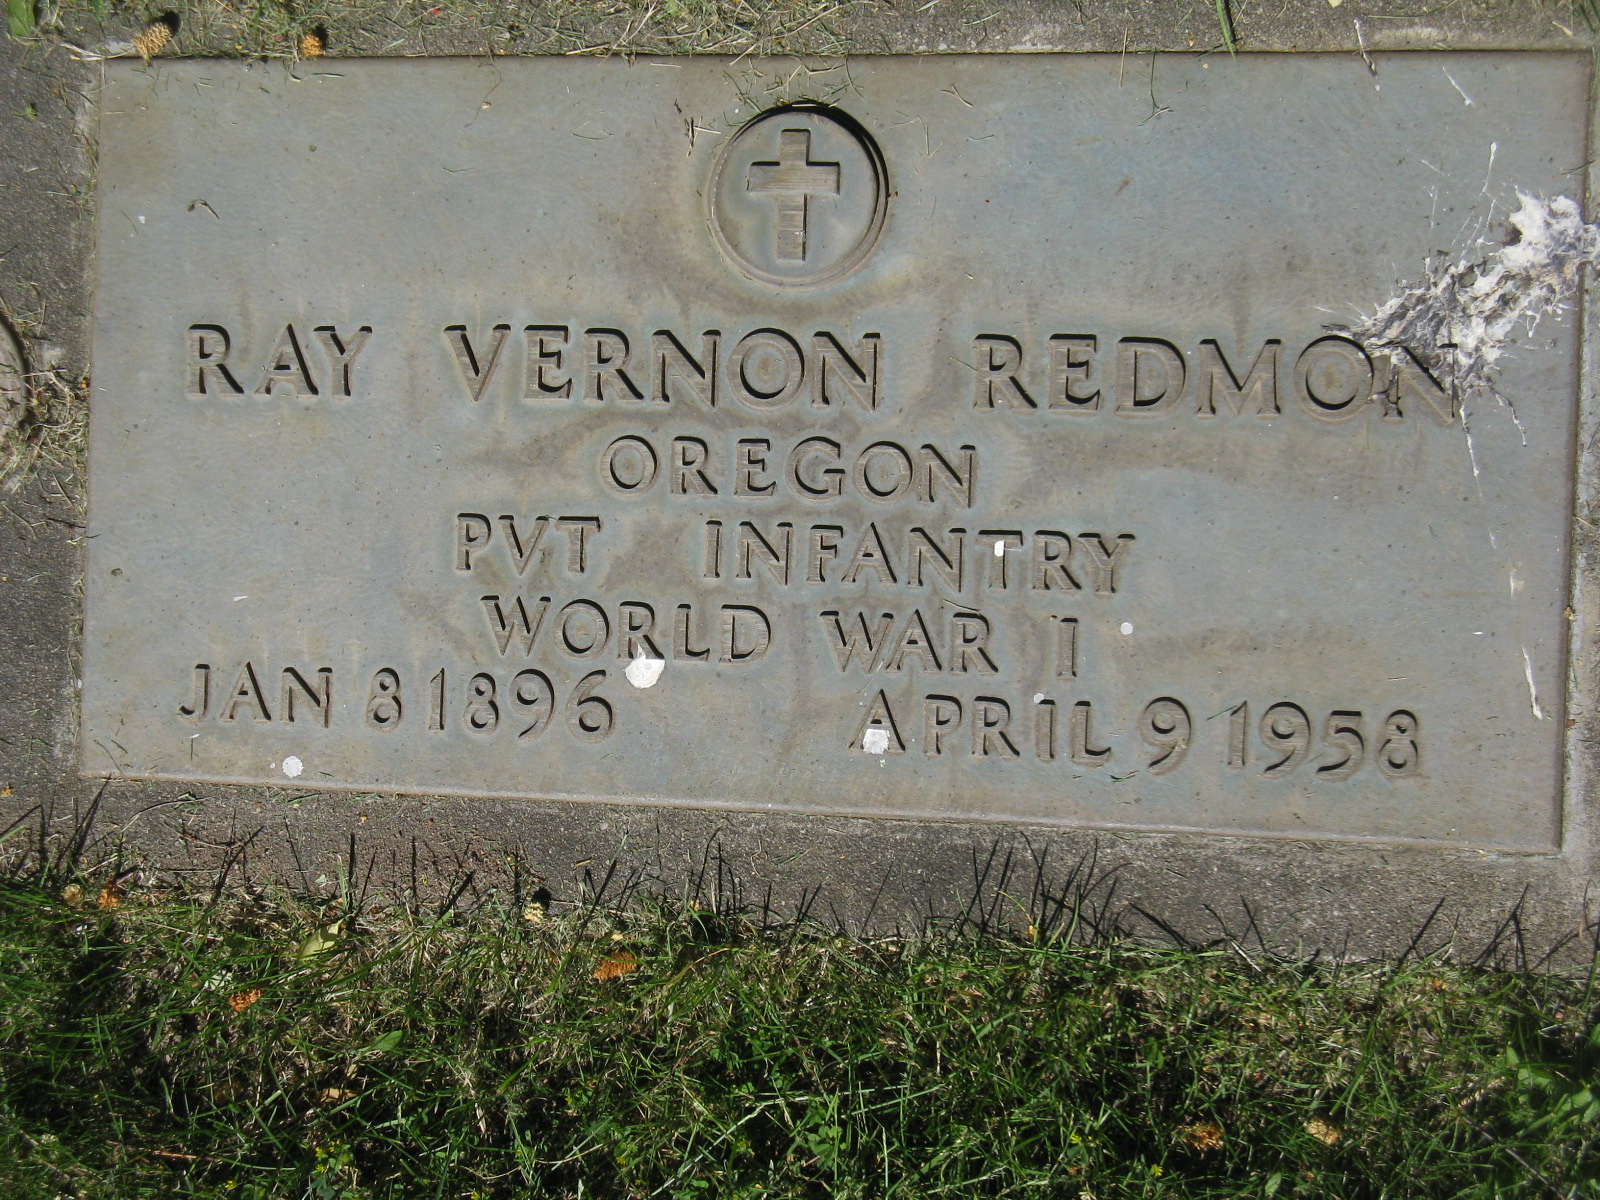 RAY VERNON REDMON
OREGON
PVT INFANTRY
WORLD WAR I
JAN 8 1896 APRIL 9 1958